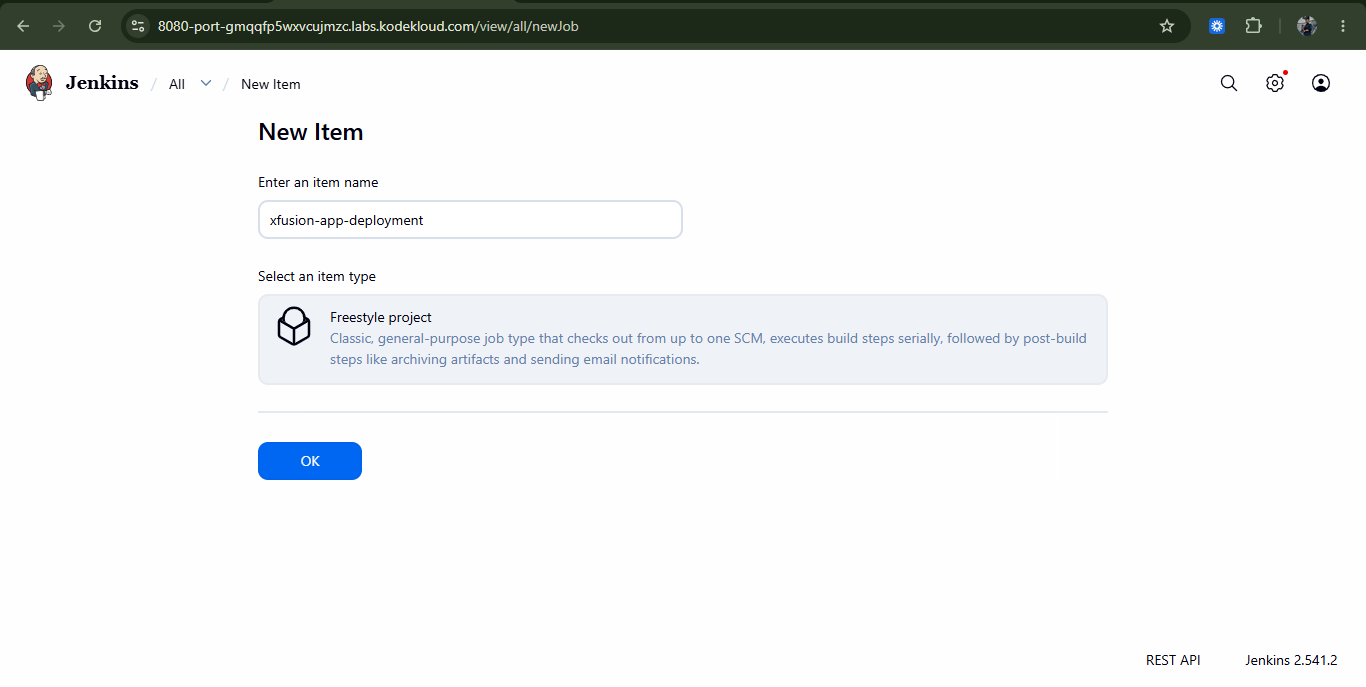 8080-port-gmqqfp5wxvcujmzc.labs.kodekloud.com/view/all/newJob
Jenkins / All / New Item
New Item
Enter an item name
xfusion-app-deployment
Select an item type
Freestyle project
Classic, general-purpose job type that checks out from up to one SCM, executes build steps serially, followed by post-build
steps like archiving artifacts and sending email notifications.
OK
REST API Jenkins 2.541.2